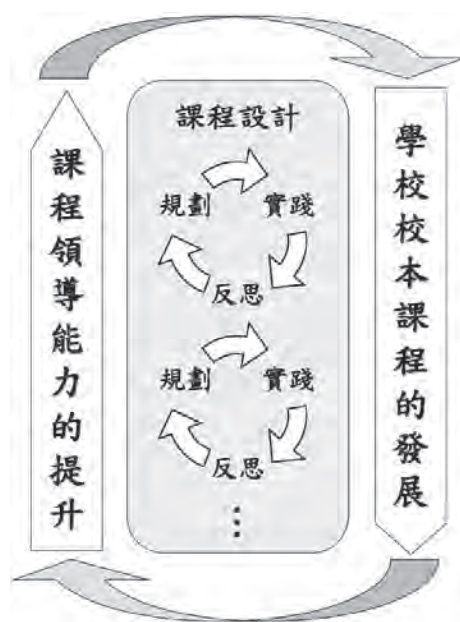 課程領導能力的提升
課程設計
規劃 實踐
反思
規劃 實踐
反思
⋮
學校校本課程的發展